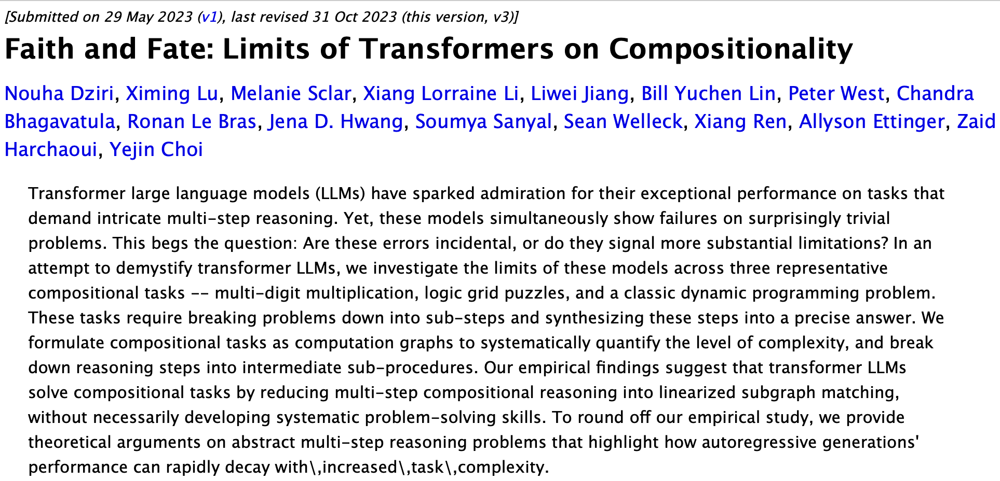 [Submitted on 29 May 2023 (v1), last revised 31 Oct 2023 (this version, v3)]
Faith and Fate: Limits of Transformers on Compositionality
Nouha Dziri, Ximing Lu, Melanie Sclar, Xiang Lorraine Li, Liwei Jiang, Bill Yuchen Lin, Peter West, Chandra
Bhagavatula, Ronan Le Bras, Jena D. Hwang, Soumya Sanyal, Sean Welleck, Xiang Ren, Allyson Ettinger, Zaid
Harchaoui, Yejin Choi
Transformer large language models (LLMs) have sparked admiration for their exceptional performance on tasks that
demand intricate multi-step reasoning. Yet, these models simultaneously show failures on surprisingly trivial
problems. This begs the question: Are these errors incidental, or do they signal more substantial limitations? In an
attempt to demystify transformer LLMs, we investigate the limits of these models across three representative
compositional tasks -- multi-digit multiplication, logic grid puzzles, and a classic dynamic programming problem.
These tasks require breaking problems down into sub-steps and synthesizing these steps into a precise answer. We
formulate compositional tasks as computation graphs to systematically quantify the level of complexity, and break
down reasoning steps into intermediate sub-procedures. Our empirical findings suggest that transformer LLMs
solve compositional tasks by reducing multi-step compositional reasoning into linearized subgraph matching,
without necessarily developing systematic problem-solving skills. To round off our empirical study, we provide
theoretical arguments on abstract multi-step reasoning problems that highlight how autoregressive generations'
performance can rapidly decay with\,increased\,task\,complexity.